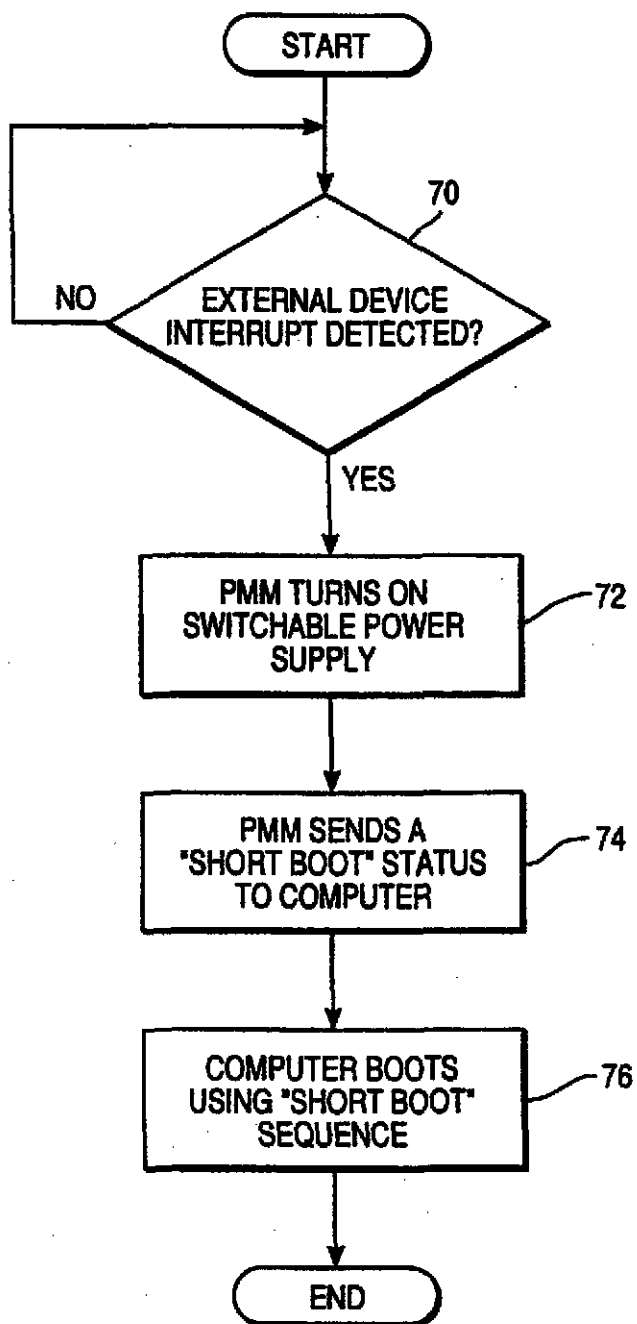 START
70
NO
EXTERNAL DEVICE
INTERRUPT DETECTED?
YES
PMM TURNS ON
SWITCHABLE POWER
SUPPLY
72
PMM SENDS A
"SHORT BOOT" STATUS
TO COMPUTER
74
COMPUTER BOOTS
USING "SHORT BOOT"
SEQUENCE
76
END